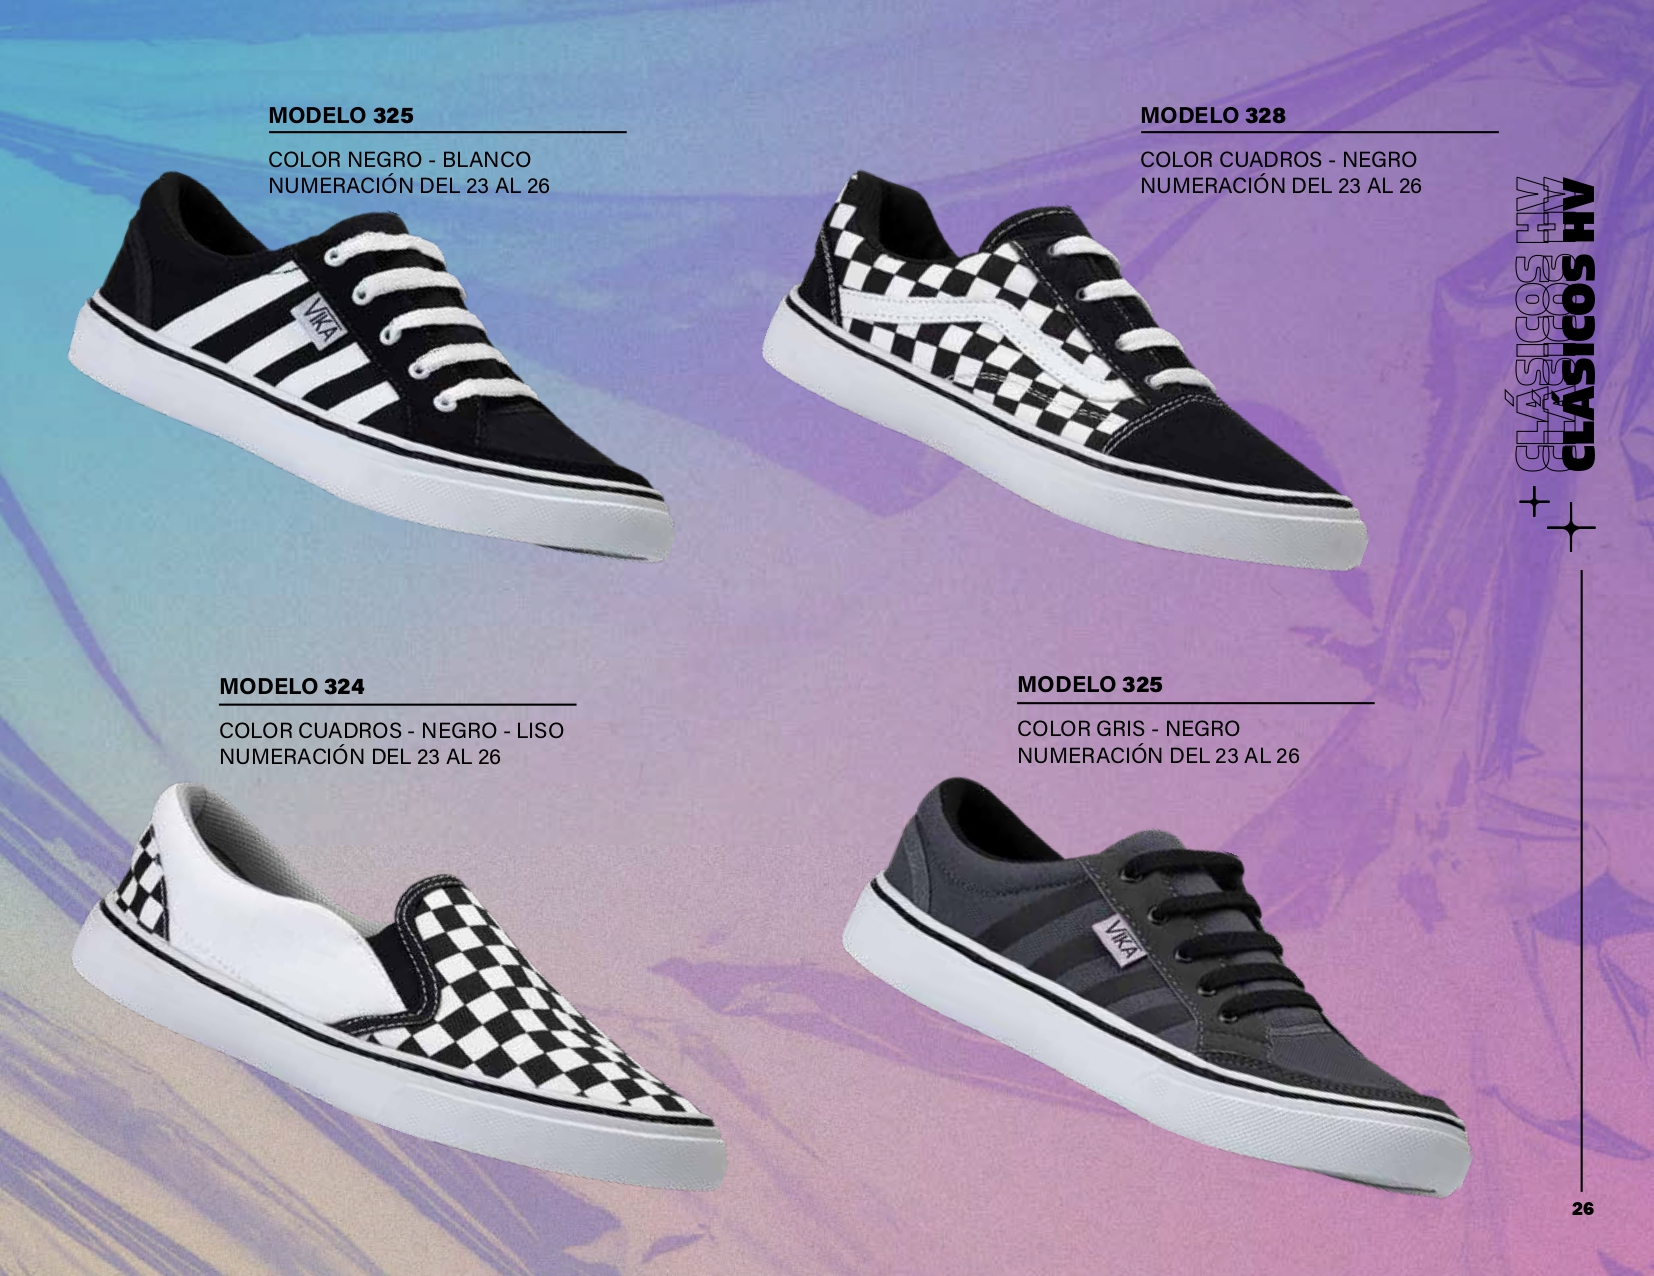 MODELO 325
COLOR NEGRO - BLANCO
NUMERACIÓN DEL 23 AL 26
MODELO 328
COLOR CUADROS - NEGRO
NUMERACIÓN DEL 23 AL 26
VIKA
CLÁSICOS HV
CLÁSICOS HV
CLÁSICOS HV
MODELO 324
COLOR CUADROS - NEGRO - LISO
NUMERACIÓN DEL 23 AL 26
MODELO 325
COLOR GRIS - NEGRO
NUMERACIÓN DEL 23 AL 26
VIKA
26